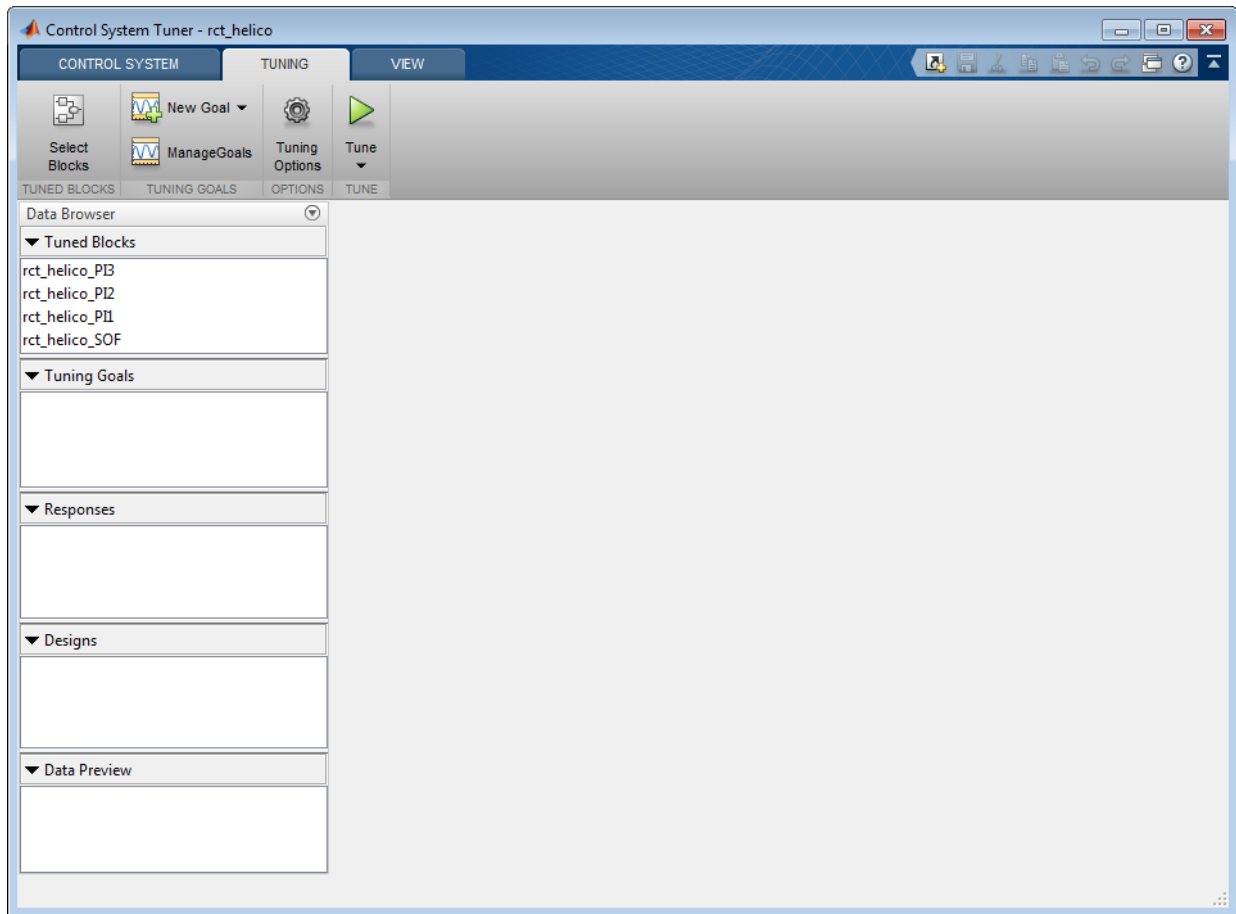 Control System Tuner - rct_helico
CONTROL SYSTEM TUNING VIEW
New Goal
Select Blocks
ManageGoals
Tuning Options
Tune
TUNED BLOCKS TUNING GOALS OPTIONS TUNE
Data Browser
Tuned Blocks
rct_helico_PI3
rct_helico_PI2
rct_helico_PI1
rct_helico_SOF
Tuning Goals
Responses
Designs
Data Preview